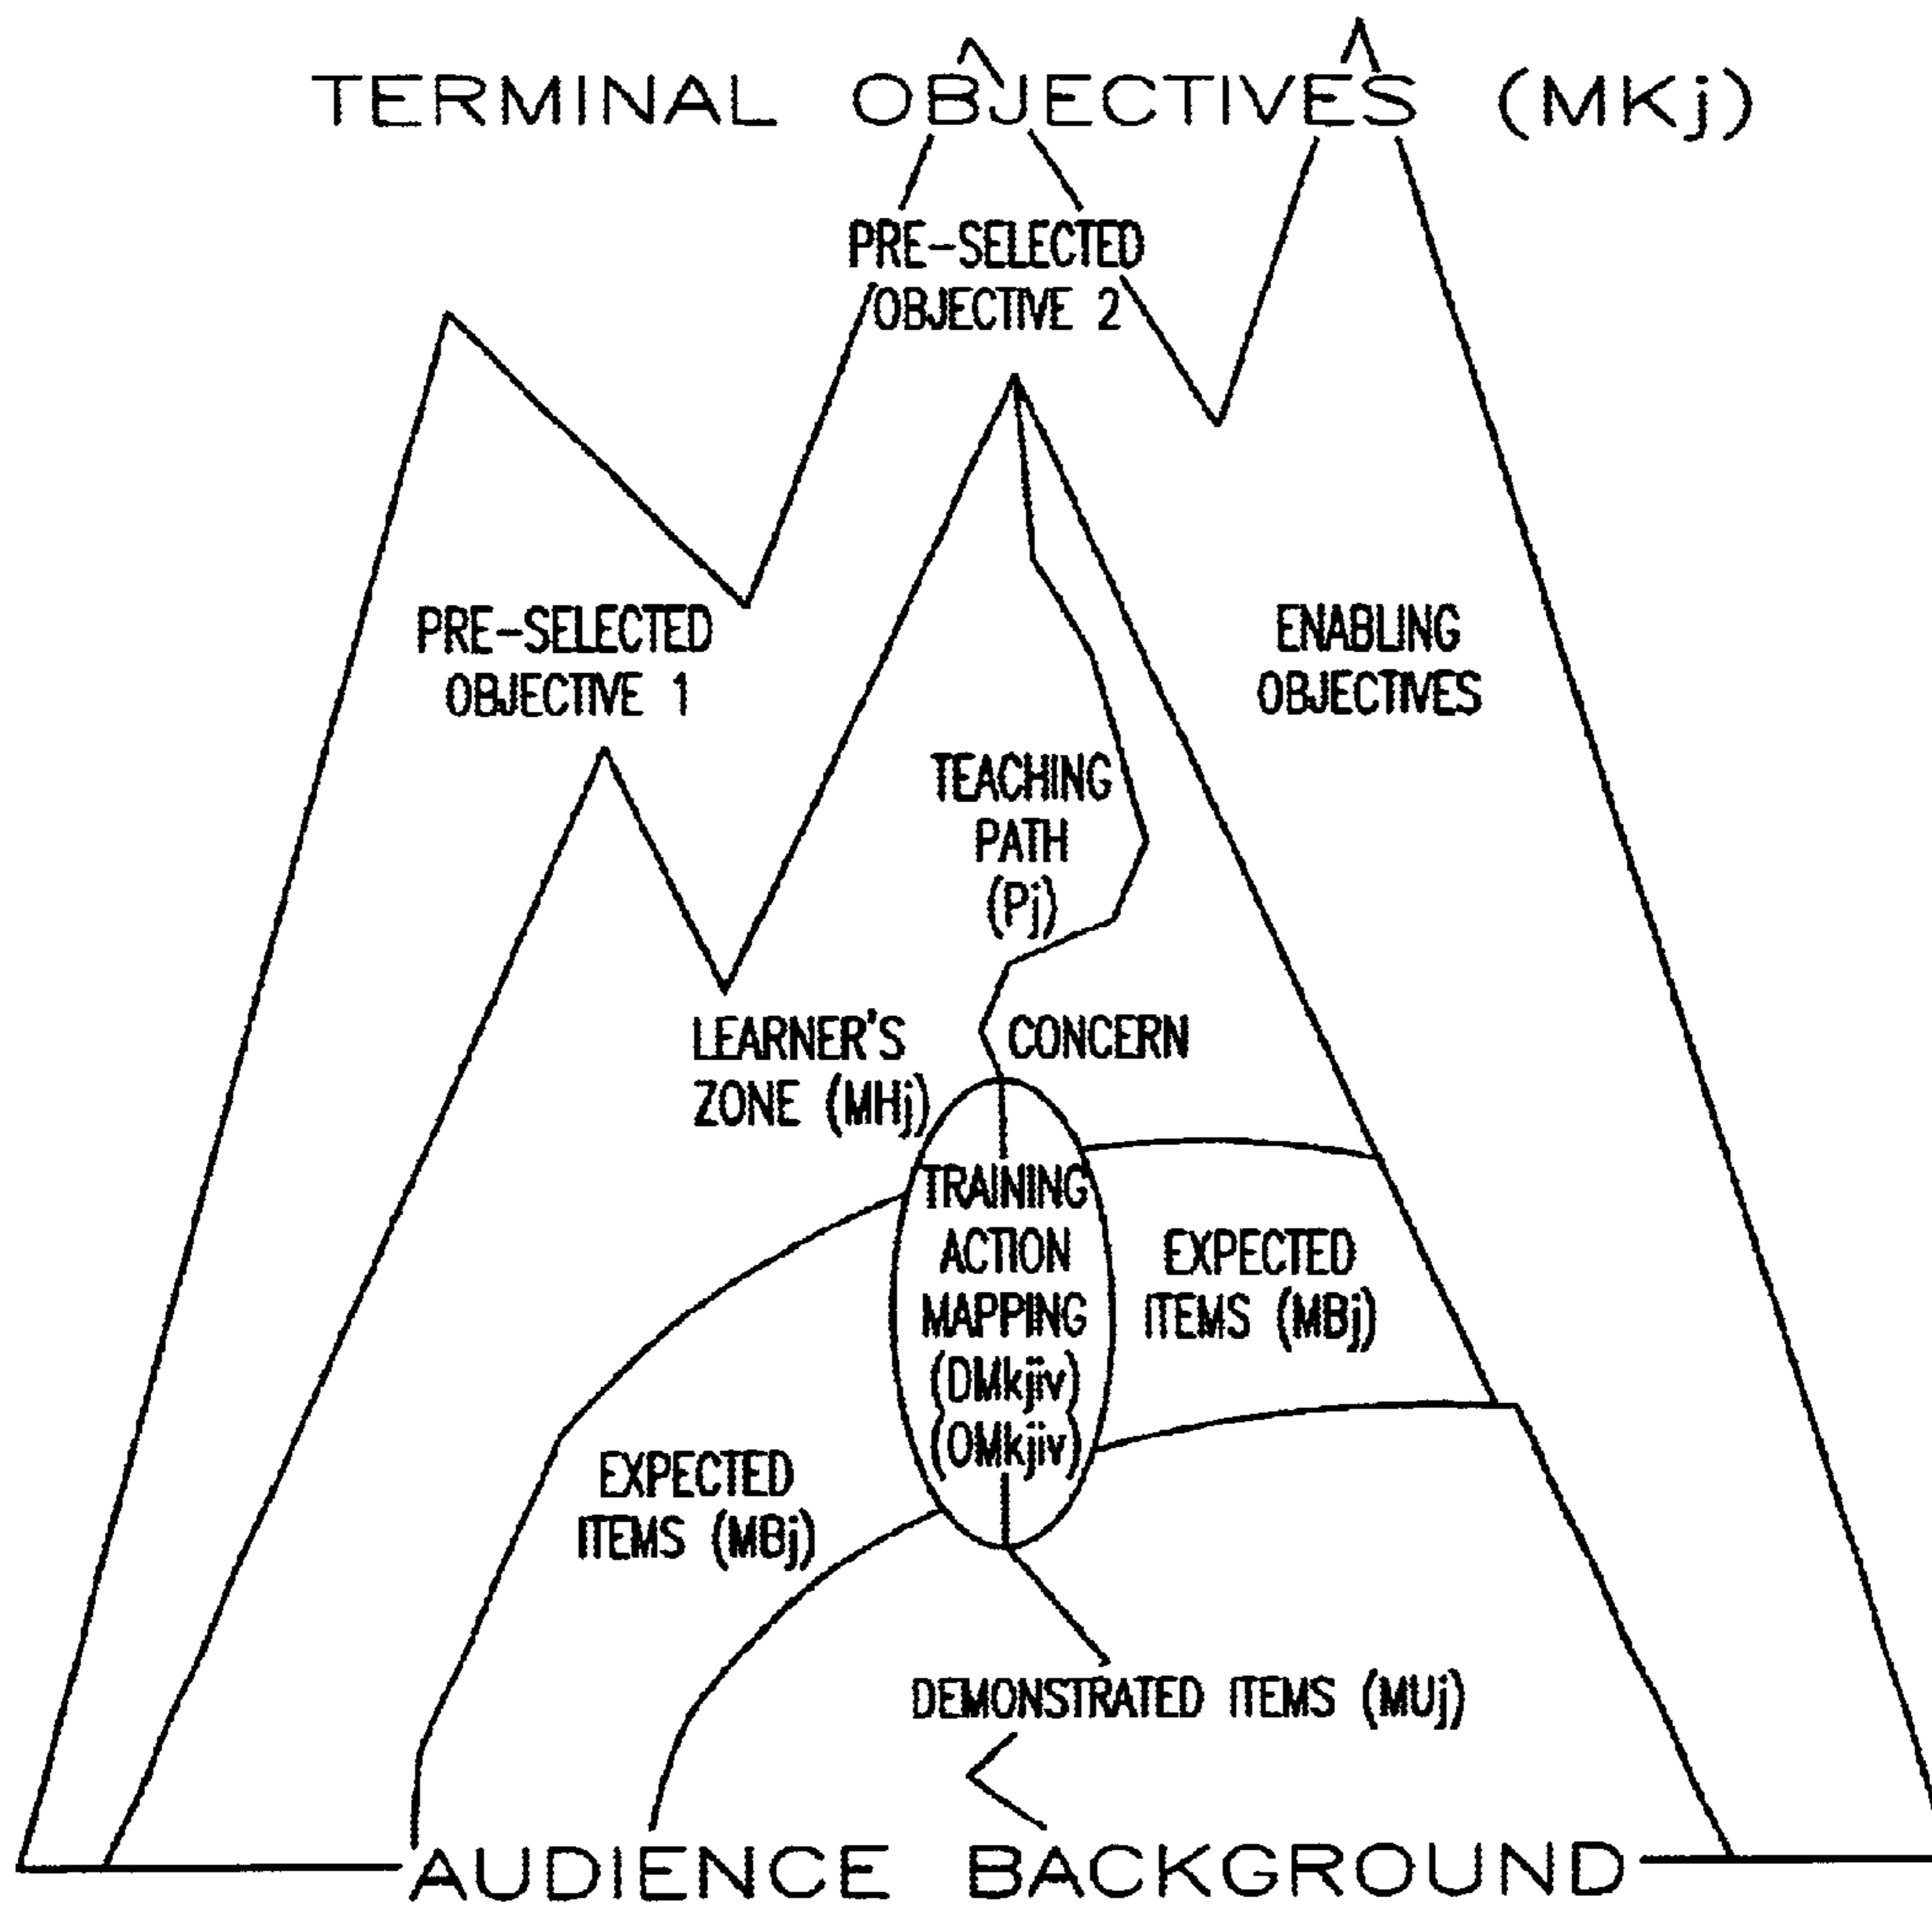 TERMINAL OBJECTIVES (MKj)
PRE-SELECTED
OBJECTIVE 2
PRE-SELECTED
OBJECTIVE 1
ENABLING
OBJECTIVES
TEACHING
PATH
(Pj)
LEARNER'S
ZONE (MHj)
CONCERN
TRAINING
ACTION
MAPPING
(DMkjiv)
(OMkjiv)
EXPECTED
ITEMS (MBj)
EXPECTED
ITEMS (MBj)
DEMONSTRATED ITEMS (MUj)
AUDIENCE BACKGROUND